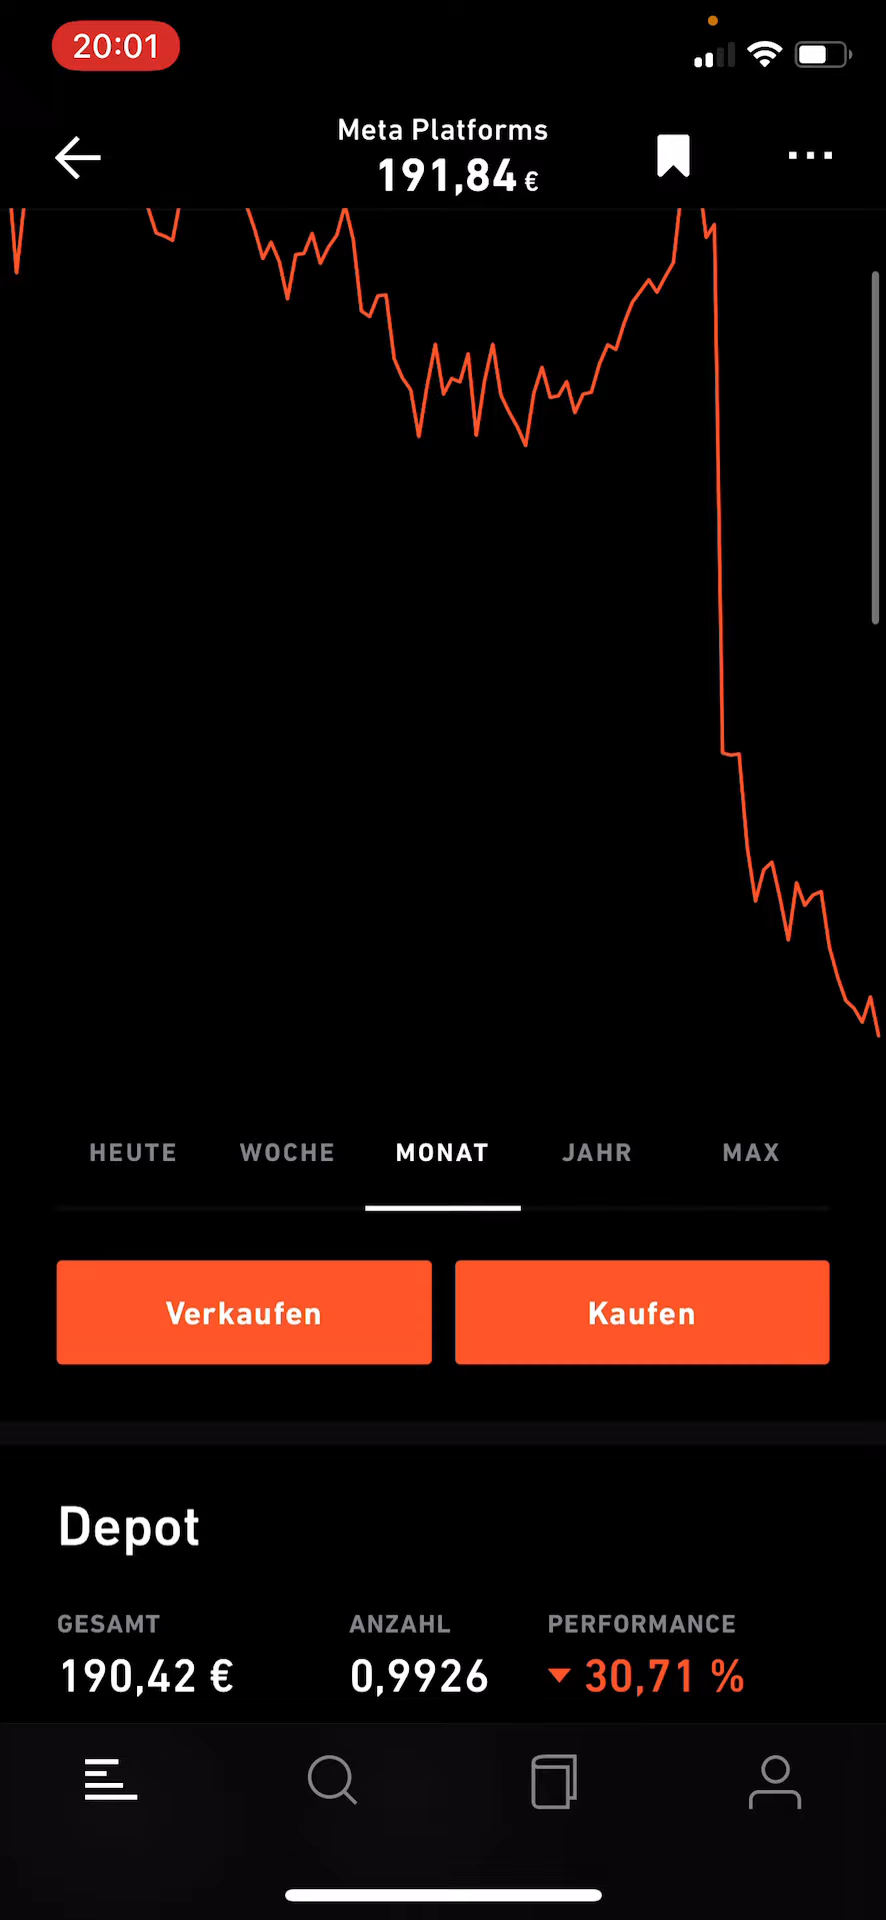 20:01
Meta Platforms
191,84 €
HEUTE WOCHE MONAT JAHR MAX
Verkaufen Kaufen
Depot
GESAMT ANZAHL PERFORMANCE
190,42 € 0,9926 30,71 %